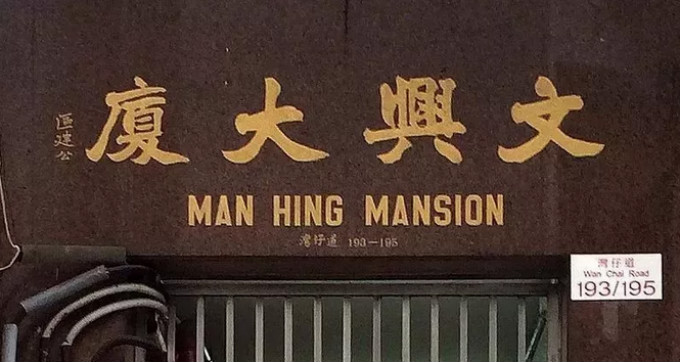 文興大廈
區建公
MAN HING MANSION
灣仔道 193–195
灣仔道
Wan Chai Road
193/195